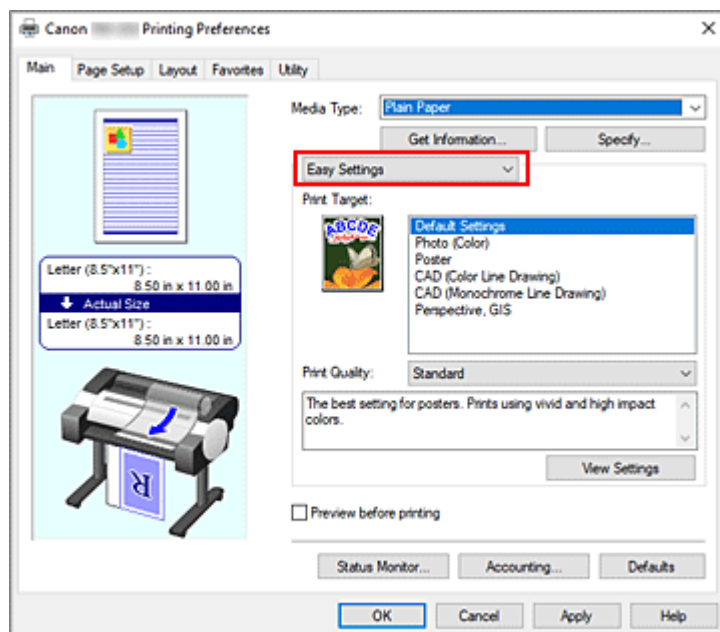 Canon Printing Preferences
Main Page Setup Layout Favorites Utility
Media Type: Plain Paper
Get Information... Specify...
Easy Settings
Print Target:
ABCDE
Default Settings
Photo (Color)
Poster
CAD (Color Line Drawing)
CAD (Monochrome Line Drawing)
Perspective, GIS
Letter (8.5"x11") :
8.50 in x 11.00 in
Actual Size
Letter (8.5"x11") :
8.50 in x 11.00 in
R
Print Quality: Standard
The best setting for posters. Prints using vivid and high impact
colors.
View Settings
Preview before printing
Status Monitor... Accounting... Defaults
OK Cancel Apply Help